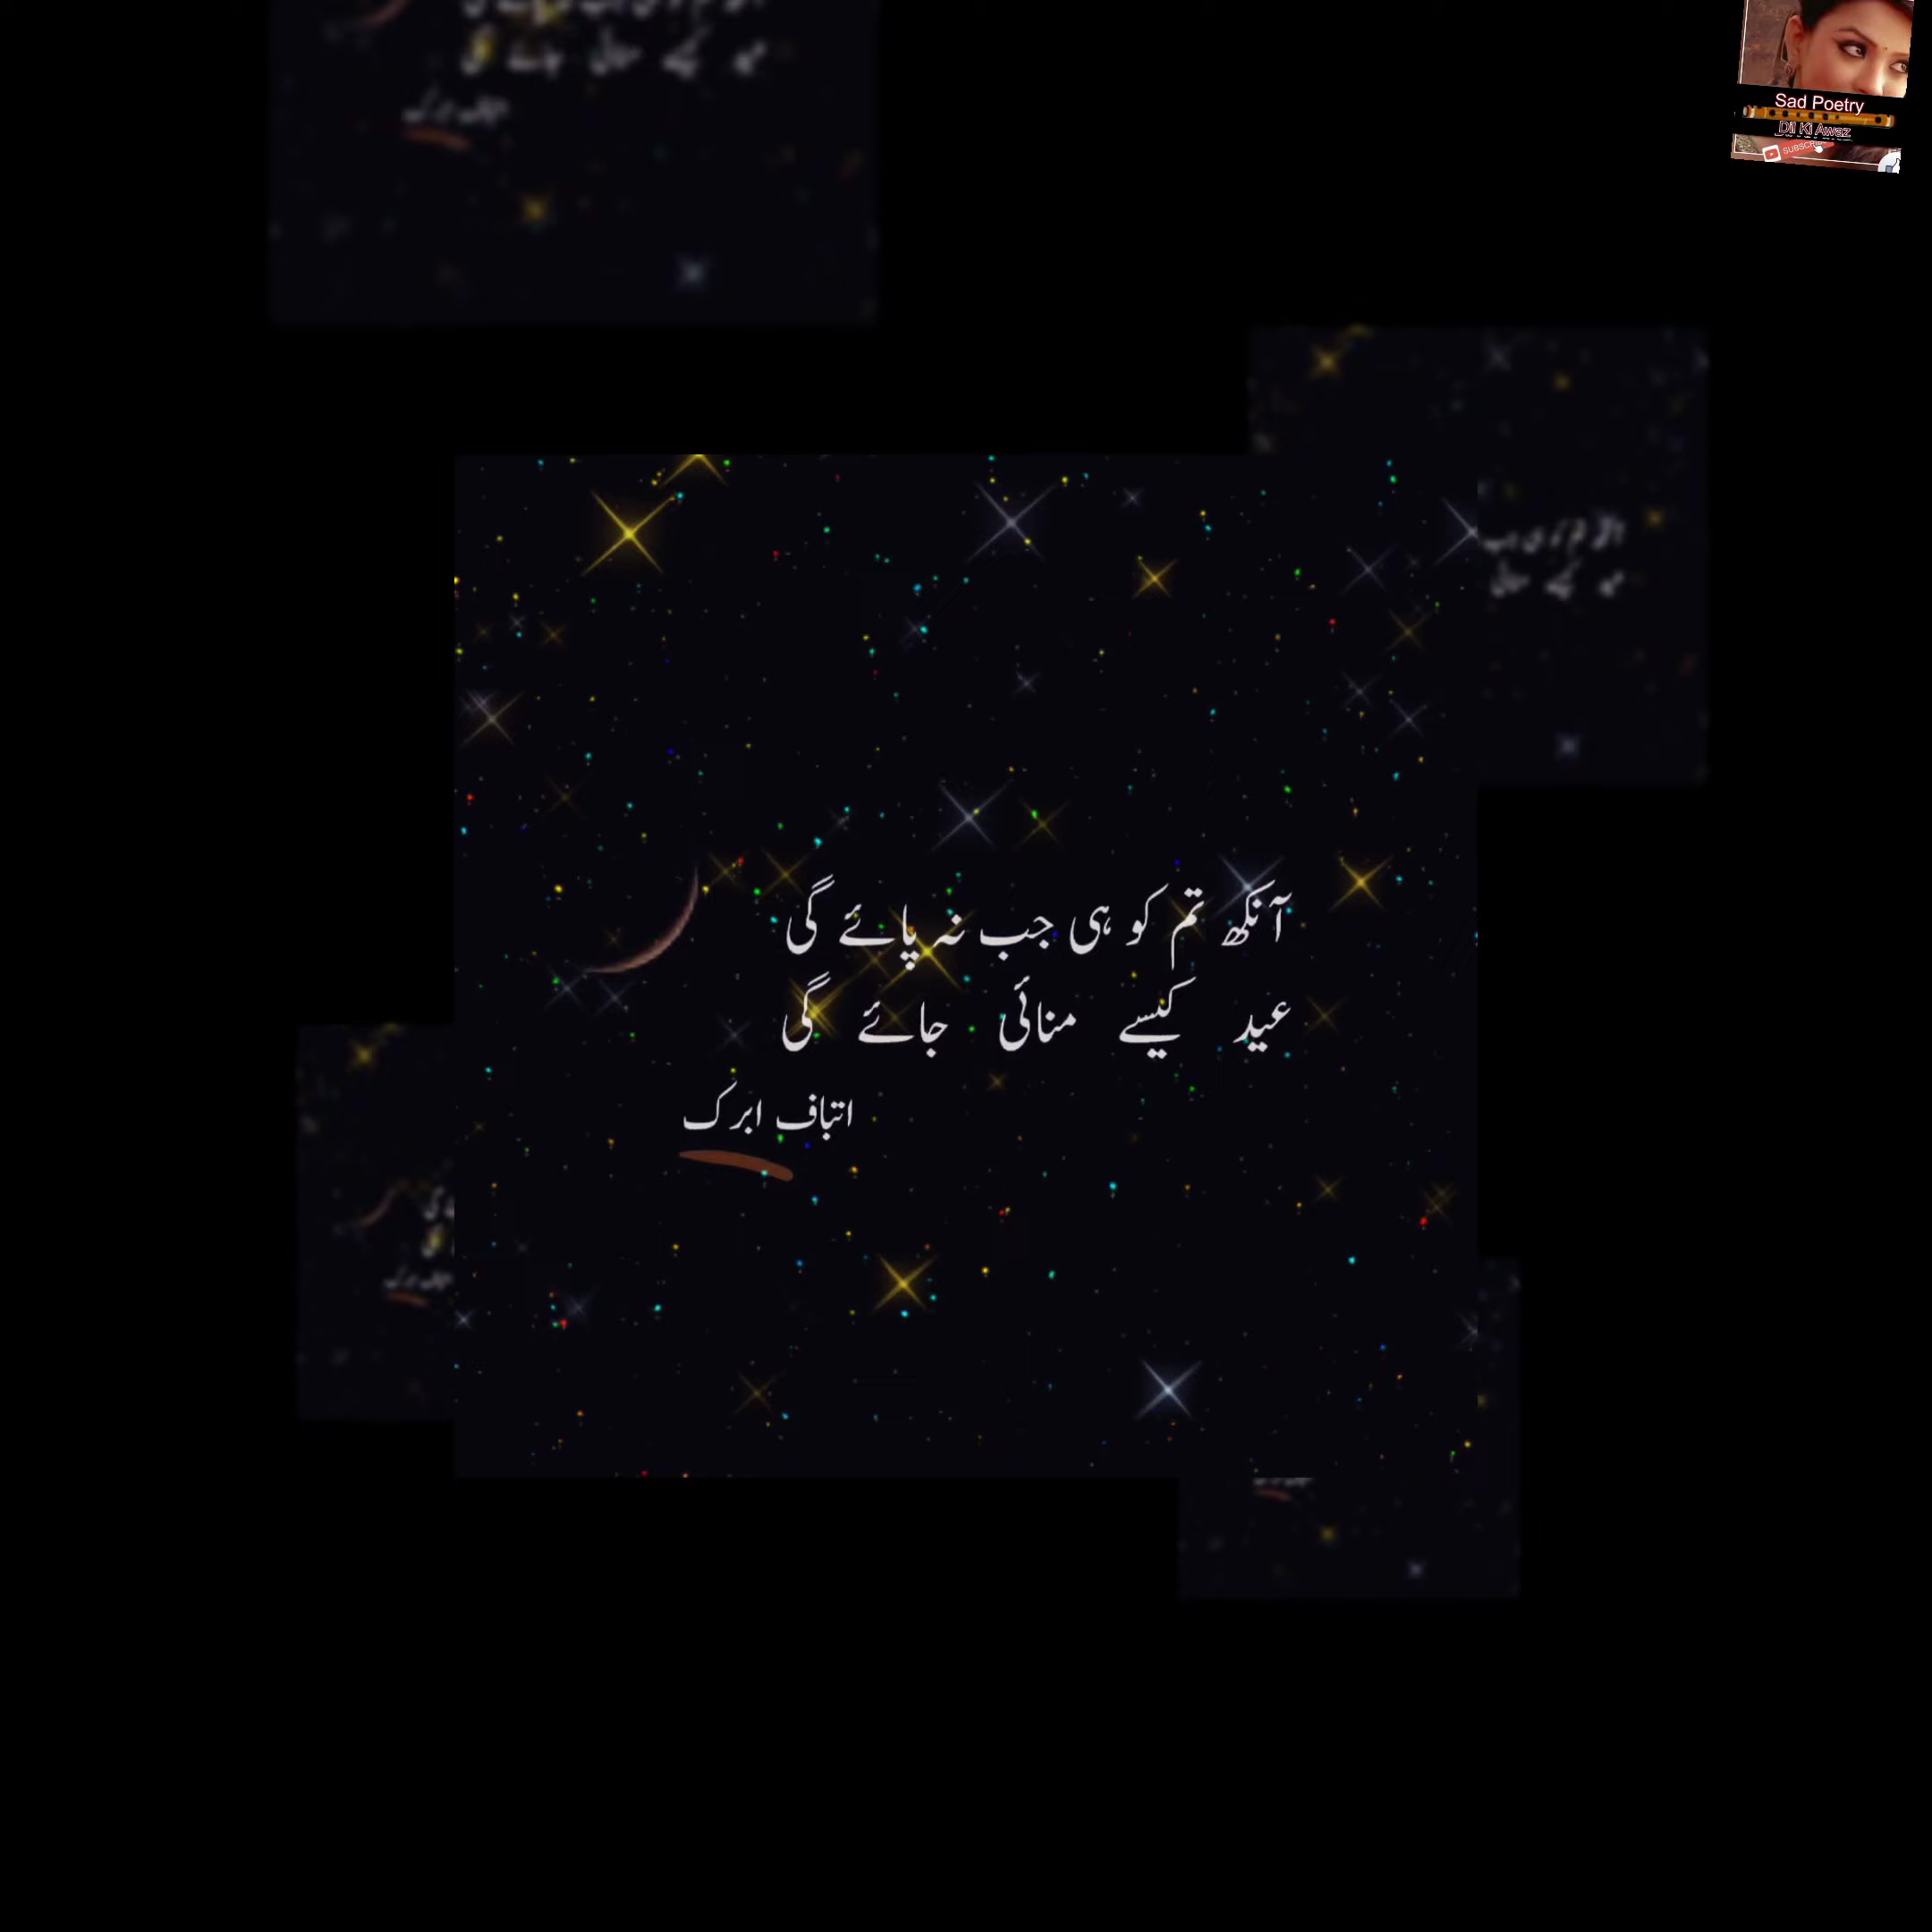 آنکھ تم کو ہی جب نہ پائے گی
عید کیسے منائی جائے گی
اتباف ابرک
Sad Poetry
Dil Ki Awaz
SUBSCRIBE